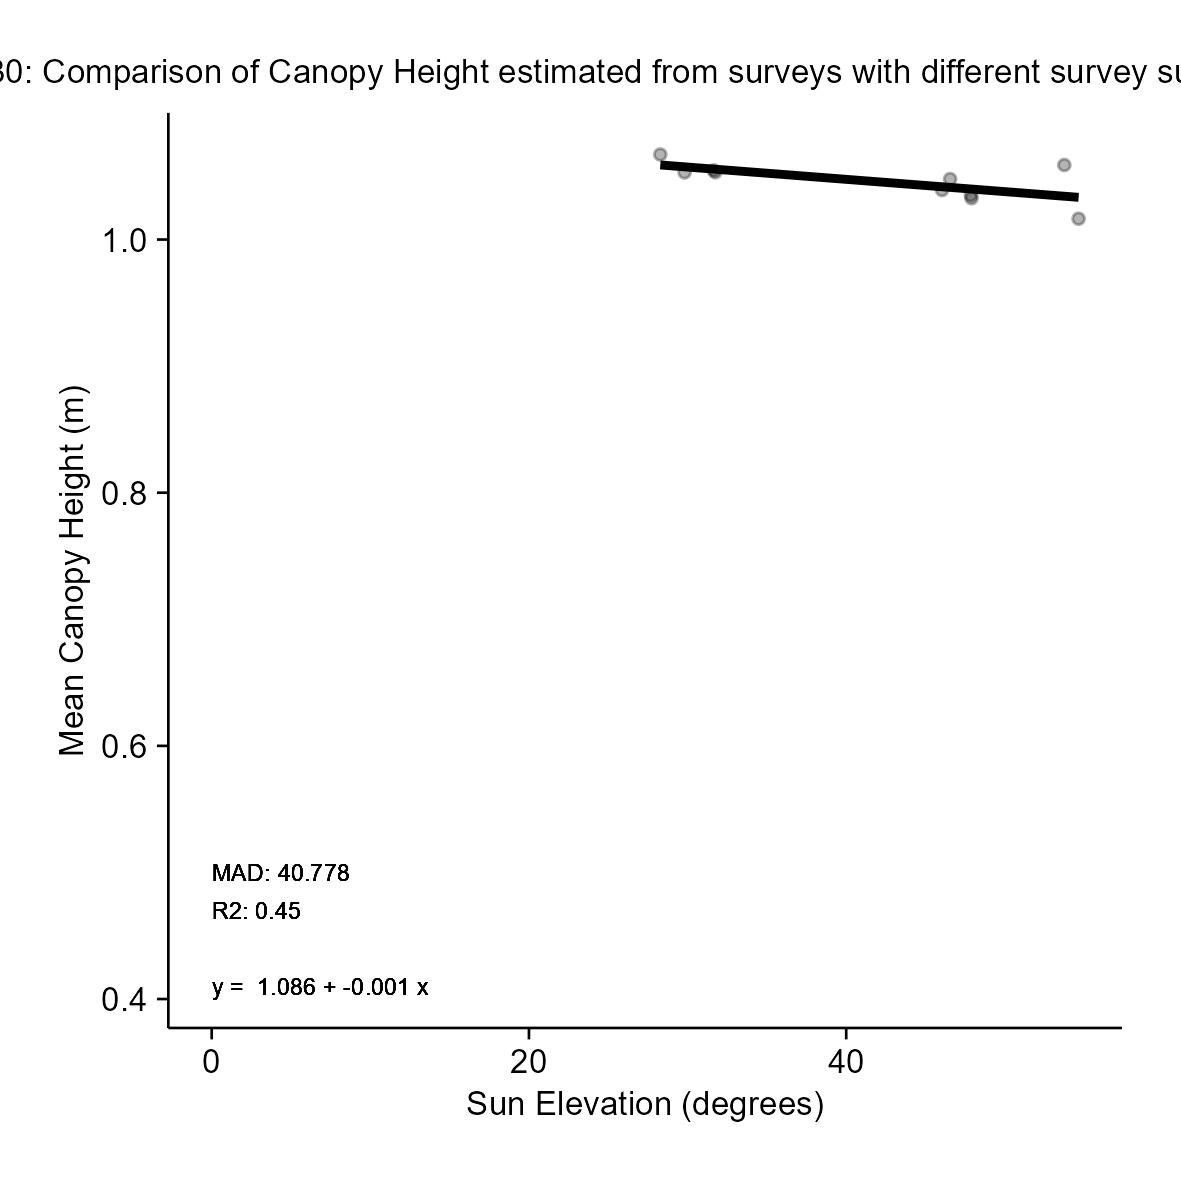 30: Comparison of Canopy Height estimated from surveys with different survey su
1.0
0.8
0.6
0.4
Mean Canopy Height (m)
MAD: 40.778
R2: 0.45
y =  1.086 + -0.001 x
0
20
40
Sun Elevation (degrees)